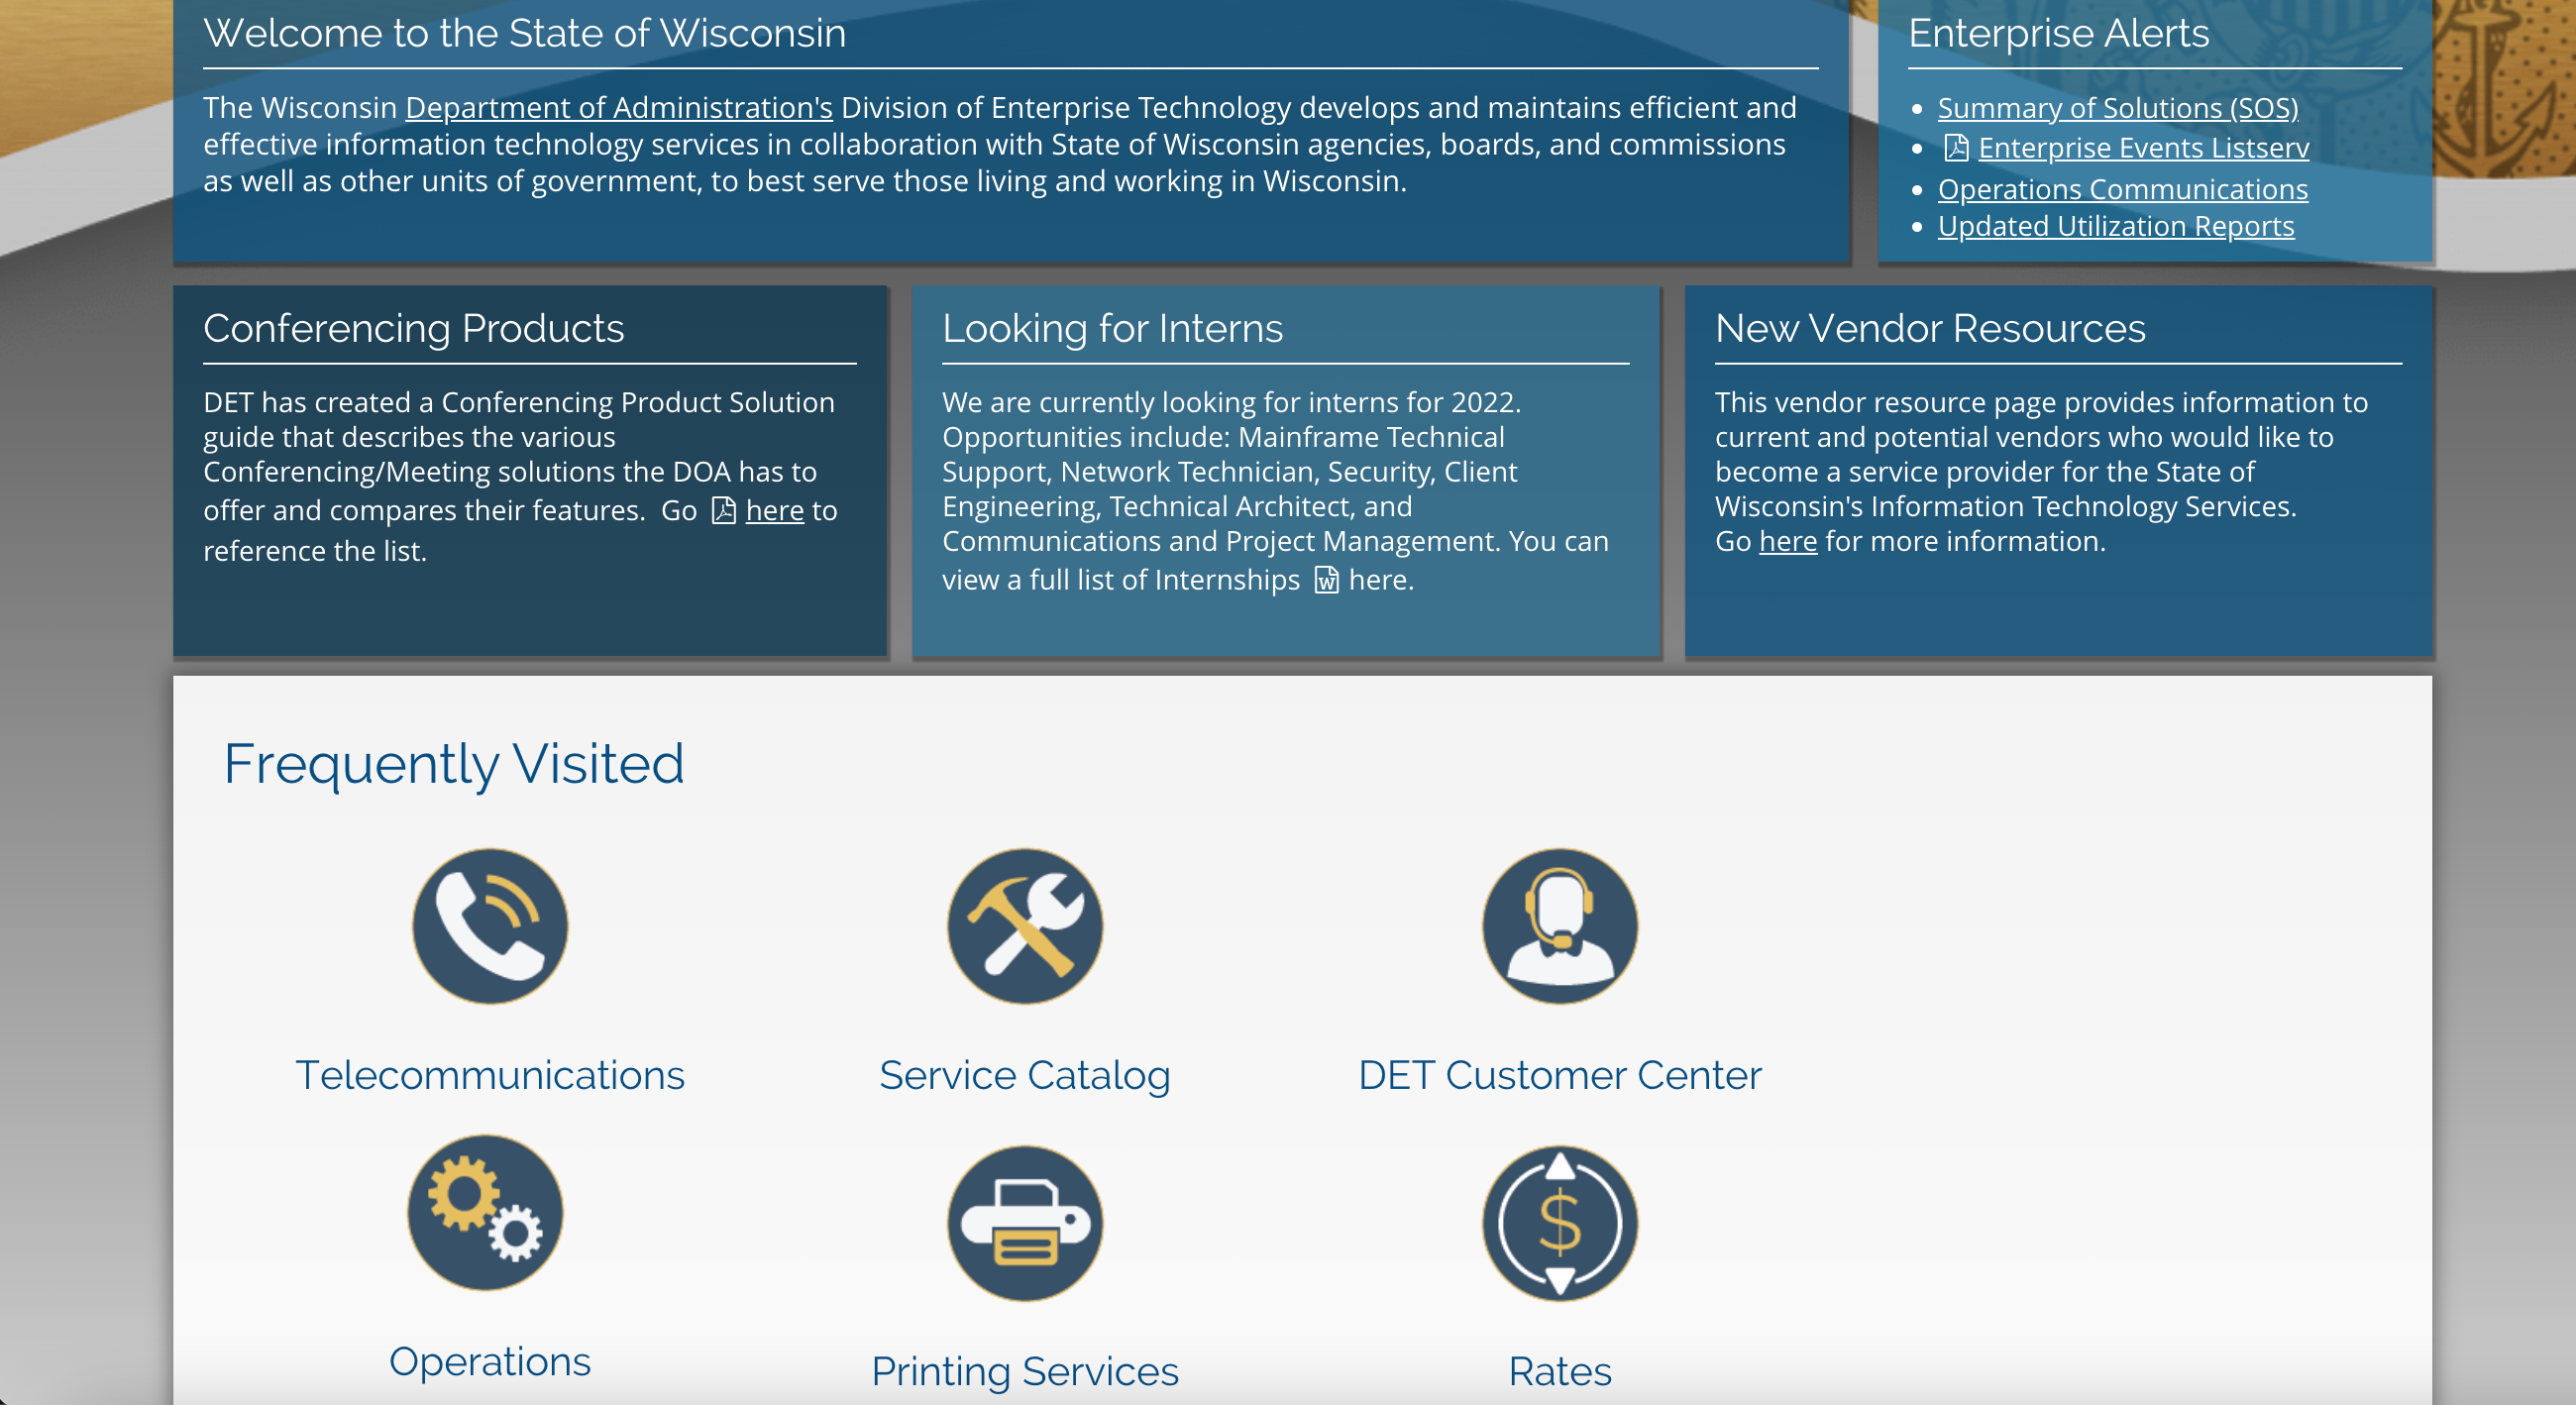 Welcome to the State of Wisconsin
The Wisconsin Department of Administration's Division of Enterprise Technology develops and maintains efficient and
effective information technology services in collaboration with State of Wisconsin agencies, boards, and commissions
as well as other units of government, to best serve those living and working in Wisconsin.
Enterprise Alerts
• Summary of Solutions (SOS)
• Enterprise Events Listserv
• Operations Communications
• Updated Utilization Reports
Conferencing Products
DET has created a Conferencing Product Solution
guide that describes the various
Conferencing/Meeting solutions the DOA has to
offer and compares their features.  Go here to
reference the list.
Looking for Interns
We are currently looking for interns for 2022.
Opportunities include: Mainframe Technical
Support, Network Technician, Security, Client
Engineering, Technical Architect, and
Communications and Project Management. You can
view a full list of Internships W here.
New Vendor Resources
This vendor resource page provides information to
current and potential vendors who would like to
become a service provider for the State of
Wisconsin's Information Technology Services.
Go here for more information.
Frequently Visited
Telecommunications
Service Catalog
DET Customer Center
$
Operations
Printing Services
Rates